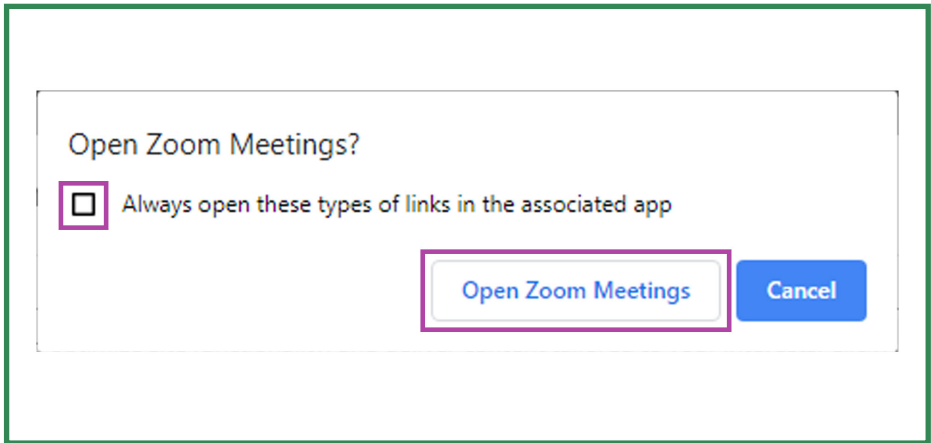 Open Zoom Meetings?
Always open these types of links in the associated app
Open Zoom Meetings
Cancel